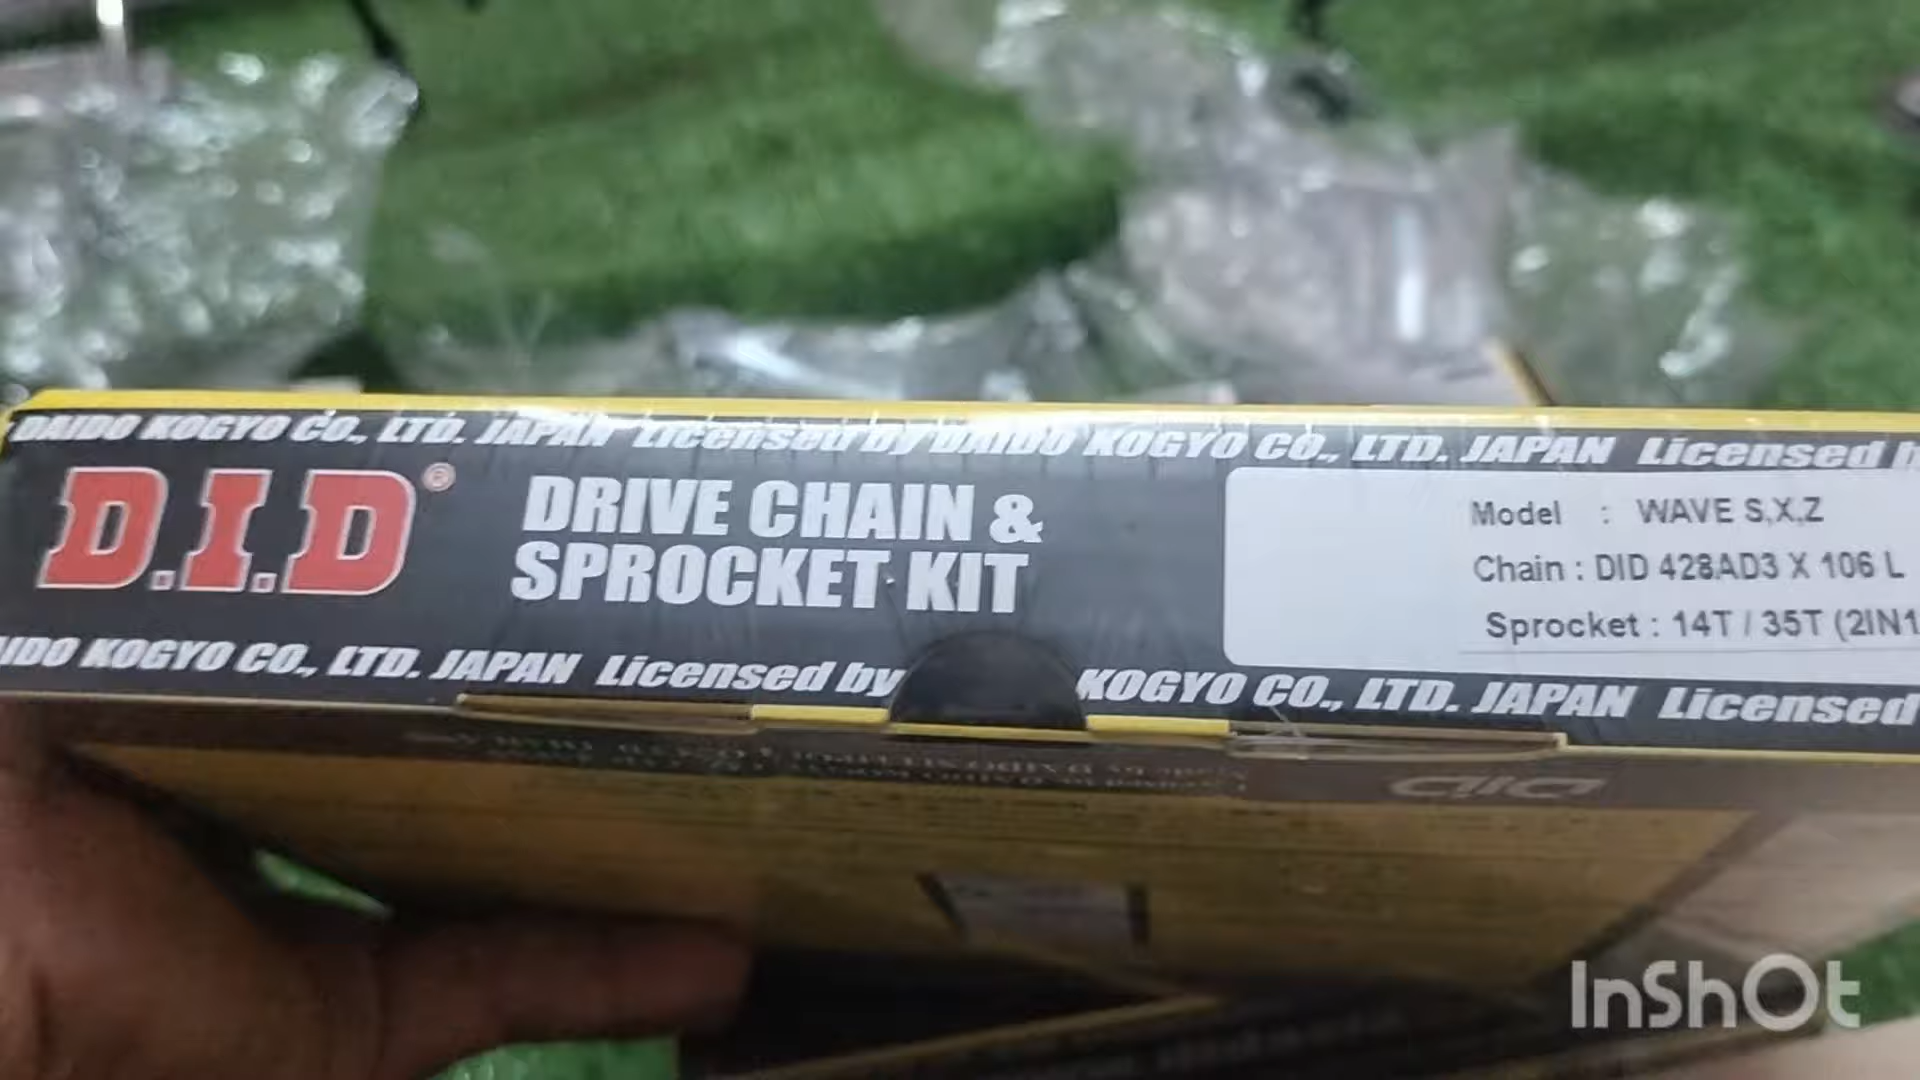 DAIDO KOGYO CO., LTD. JAPAN Licensed by DAIDO KOGYO CO., LTD. JAPAN Licensed
D.I.D®
DRIVE CHAIN &
SPROCKET KIT
Model : WAVE S,X,Z
Chain : DID 428AD3 X 106 L
Sprocket : 14T / 35T (2IN1
KOGYO CO., LTD. JAPAN Licensed by KOGYO CO., LTD. JAPAN Licensed
InShOt